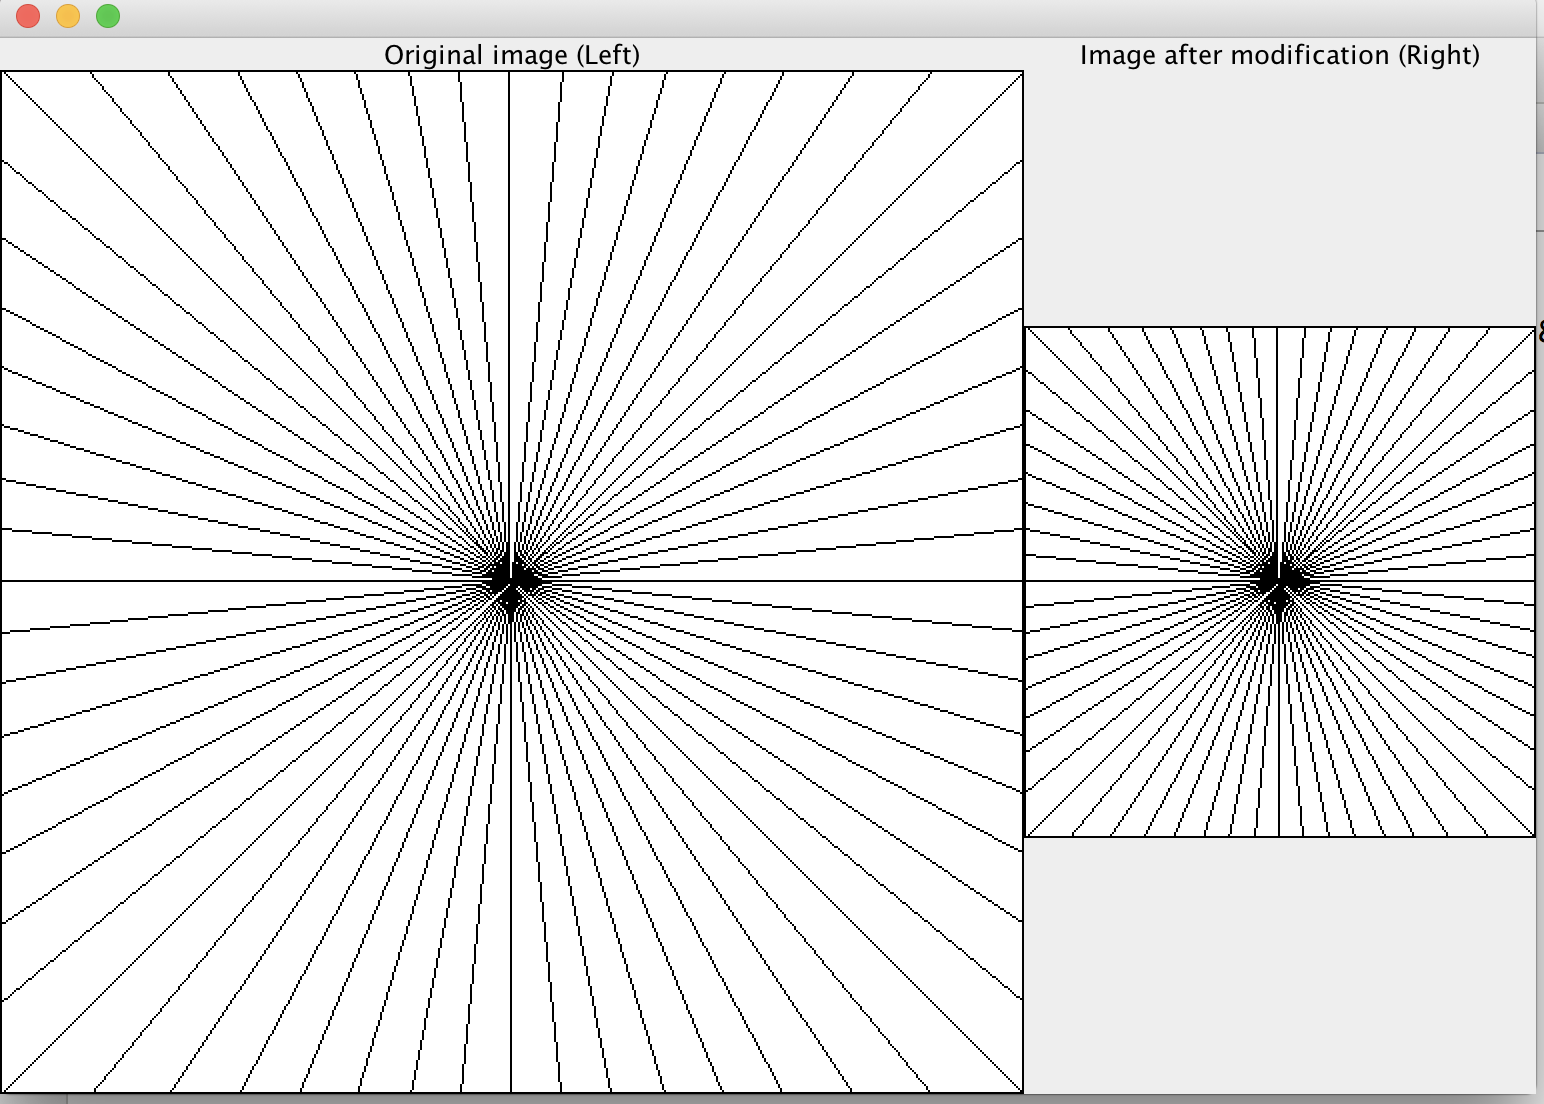 Original image (Left)
Image after modification (Right)